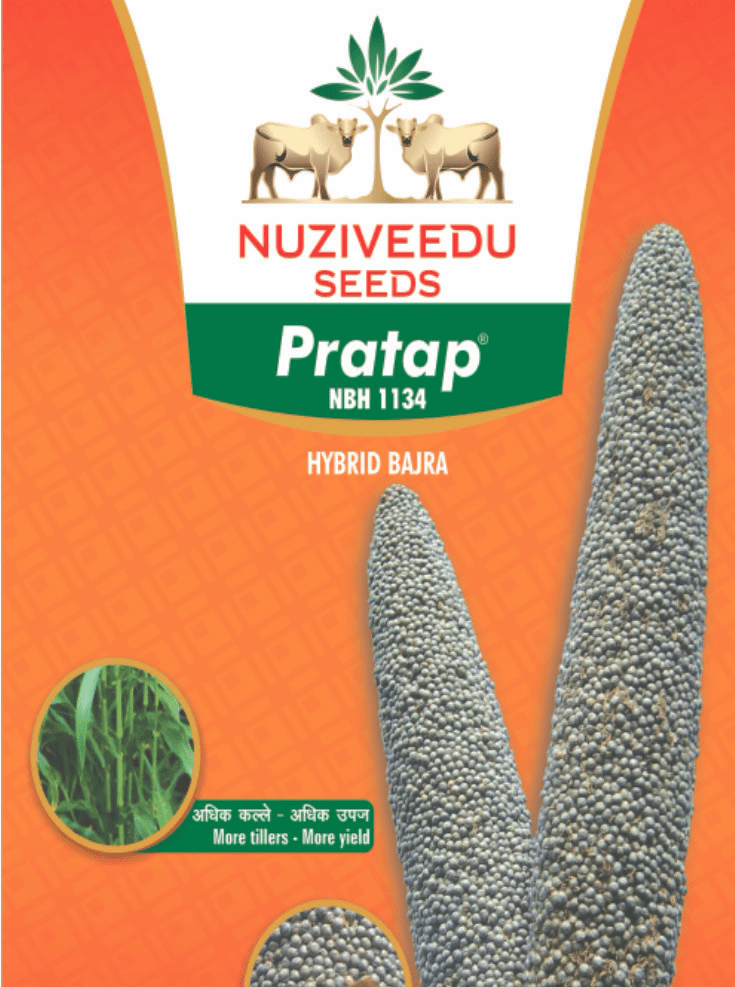 NUZIVEEDU
SEEDS
Pratap®
NBH 1134
HYBRID BAJRA
अधिक कल्ले - अधिक उपज
More tillers - More yield